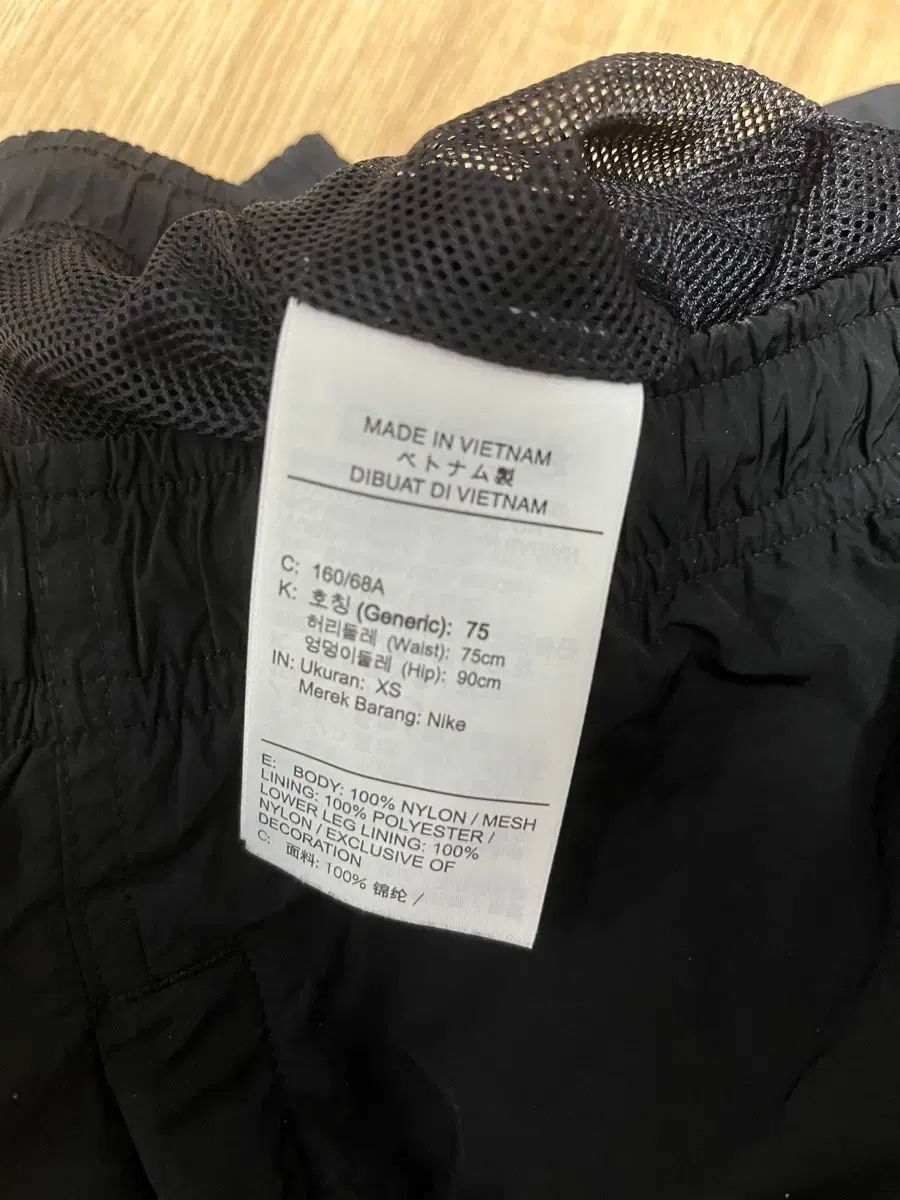 MADE IN VIETNAM
ベトナム製
DIBUAT DI VIETNAM
C: 160/68A
K: 호칭 (Generic): 75
허리둘레 (Waist): 75cm
엉덩이둘레 (Hip): 90cm
IN: Ukuran: XS
Merek Barang: Nike
E: BODY: 100% NYLON / MESH
LINING: 100% POLYESTER /
LOWER LEG LINING: 100%
NYLON / EXCLUSIVE OF
DECORATION
C: 面料: 100% 锦纶 /